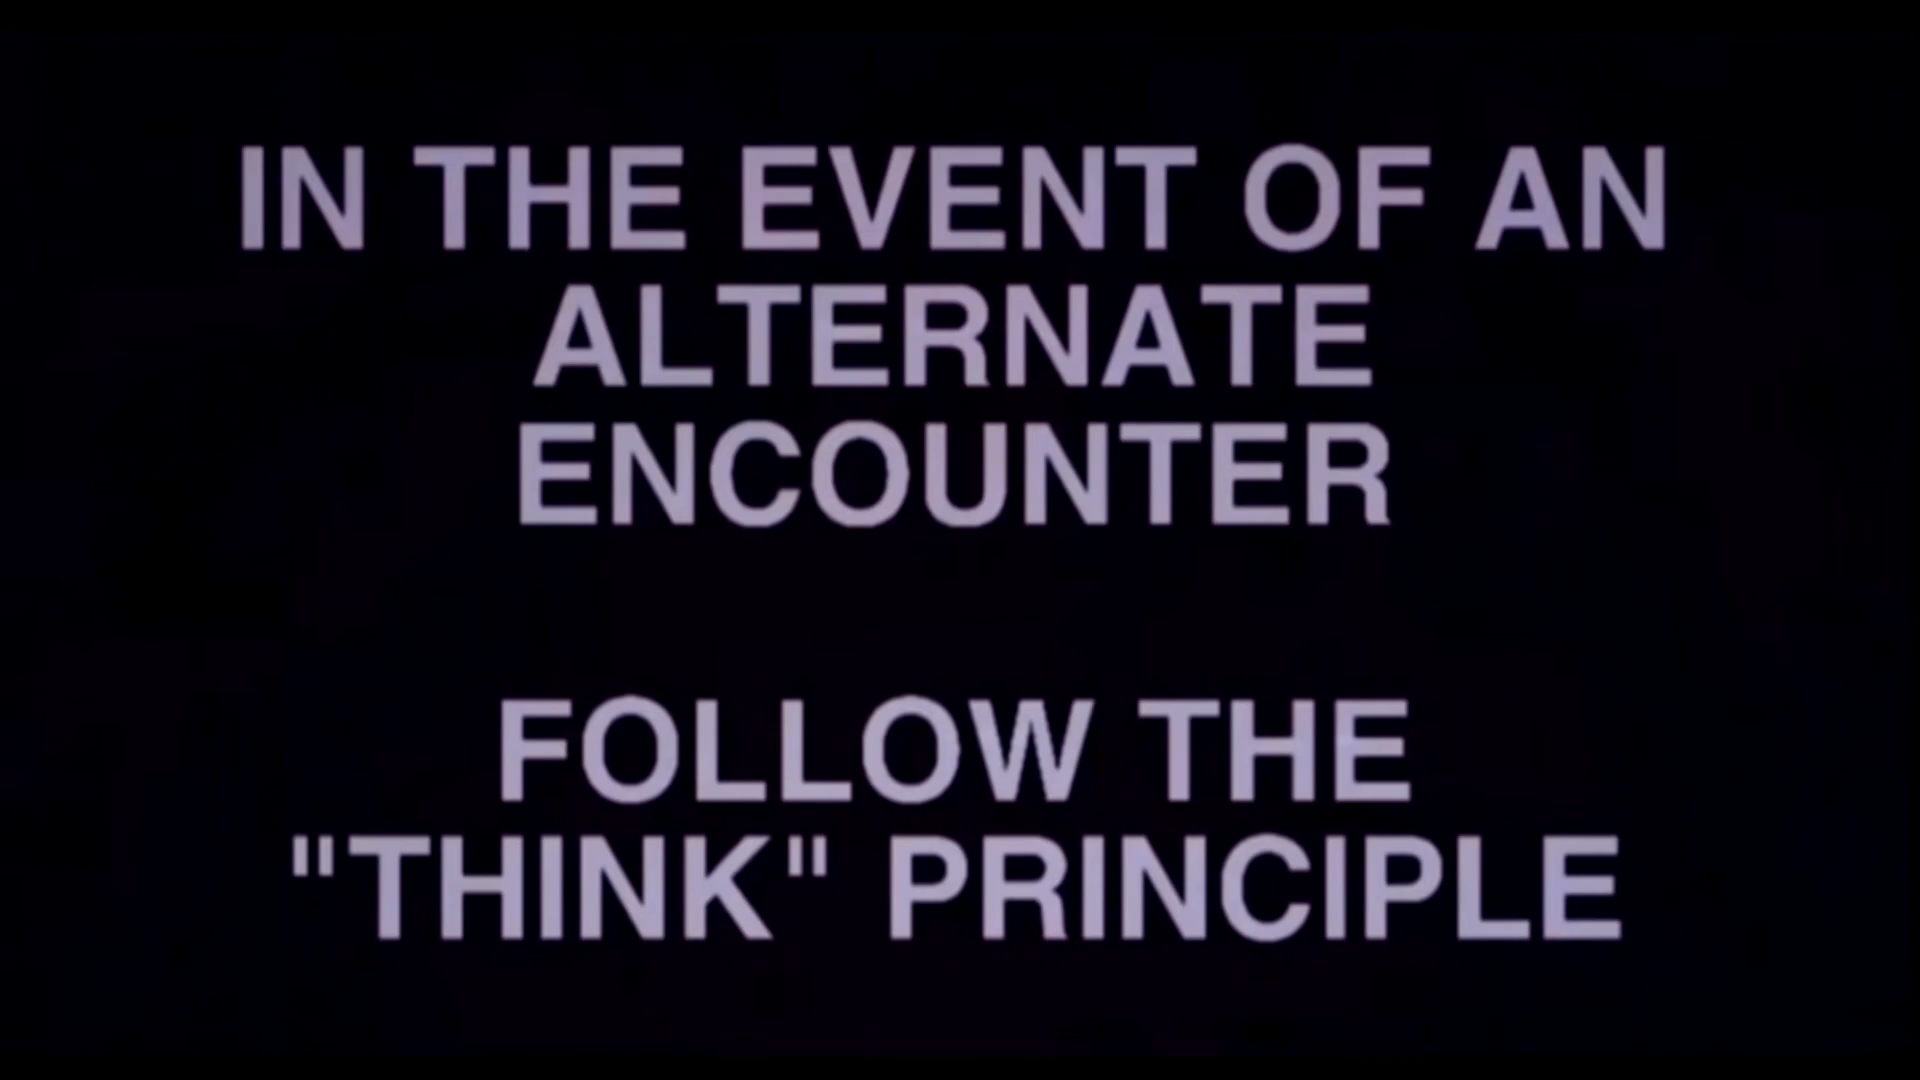 IN THE EVENT OF AN
ALTERNATE
ENCOUNTER
FOLLOW THE
"THINK" PRINCIPLE